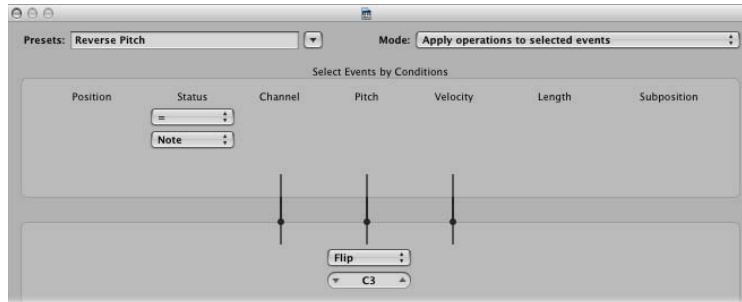 Presets: Reverse Pitch Mode: Apply operations to selected events
Select Events by Conditions
Position Status Channel Pitch Velocity Length Subposition
=
Note
Flip
C3